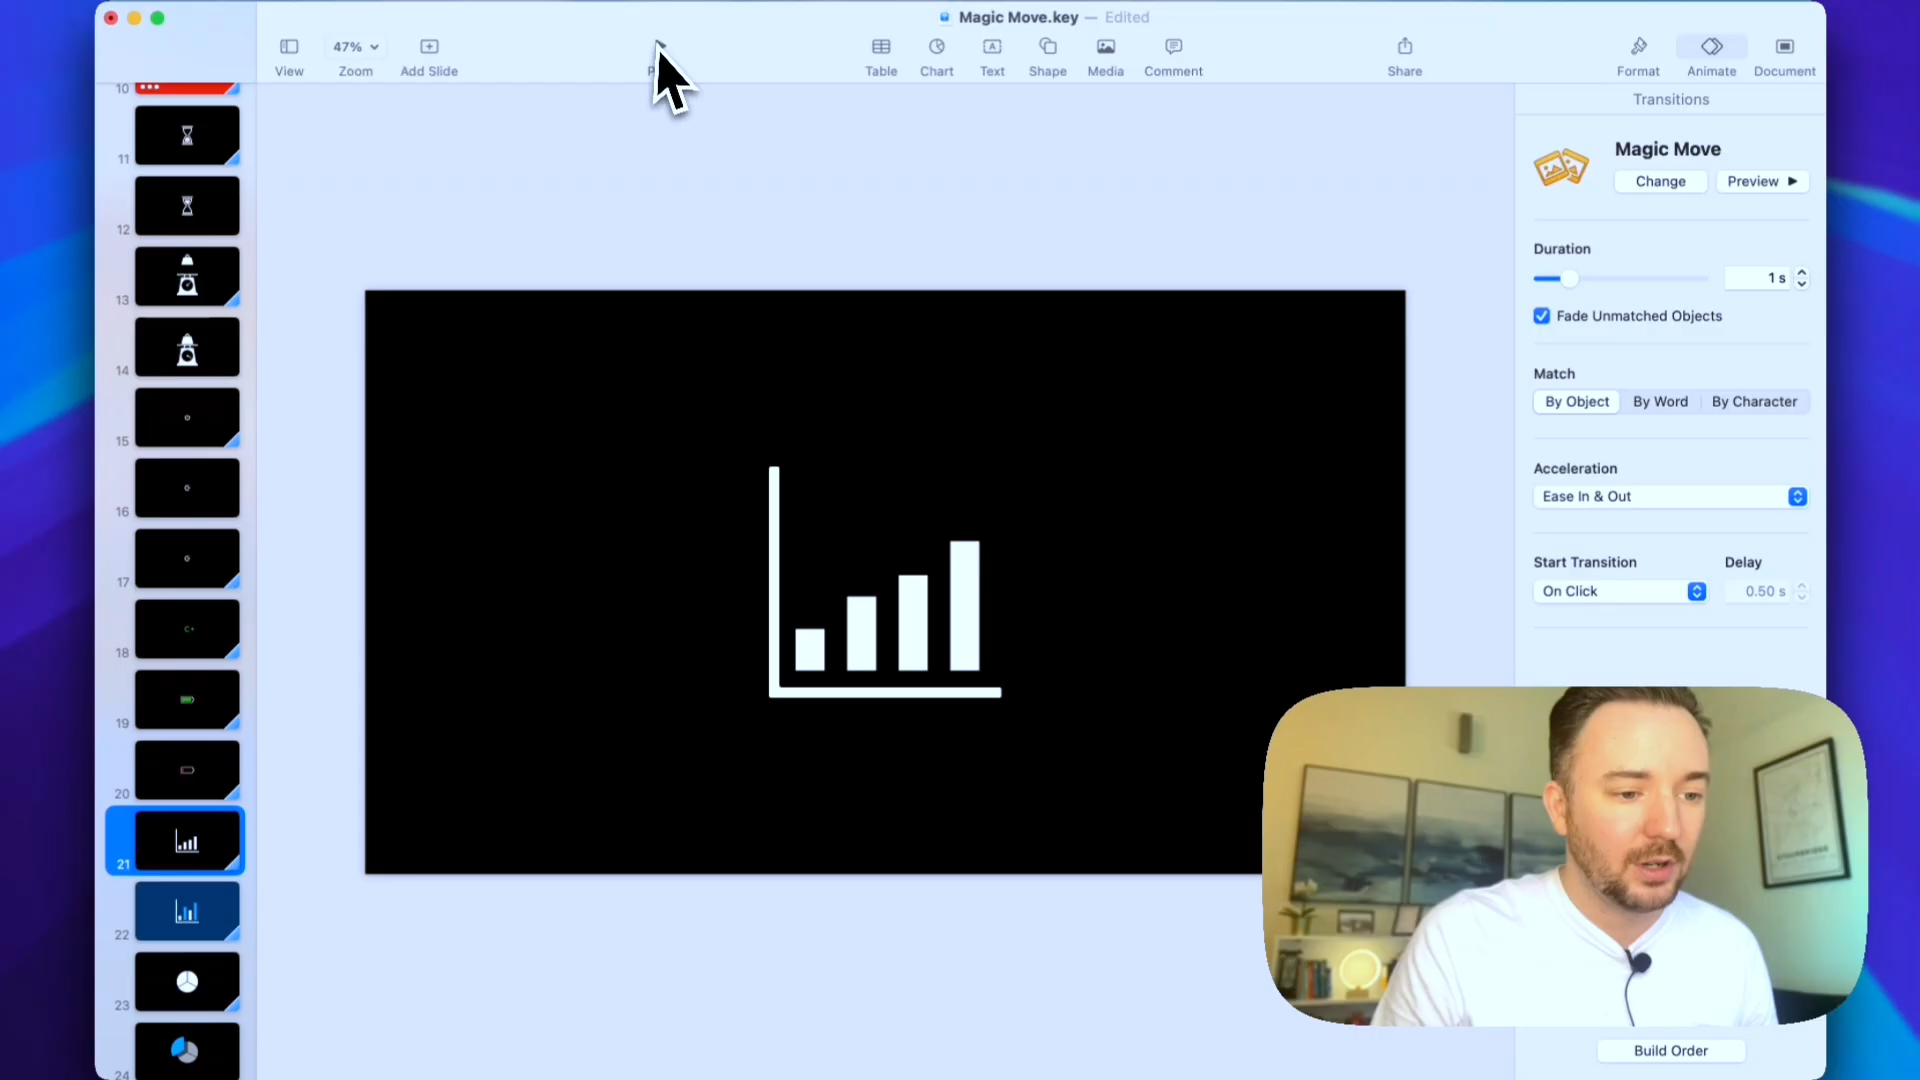 Magic Move.key — Edited
47%
View
Zoom
Add Slide
Table
Chart
Text
Shape
Media
Comment
Share
Format
Animate
Document
10
11
12
13
14
15
16
17
18
19
20
21
22
23
24
Transitions
Magic Move
Change
Preview
Duration
1 s
Fade Unmatched Objects
Match
By Object By Word By Character
Acceleration
Ease In & Out
Start Transition Delay
On Click 0.50 s
Build Order